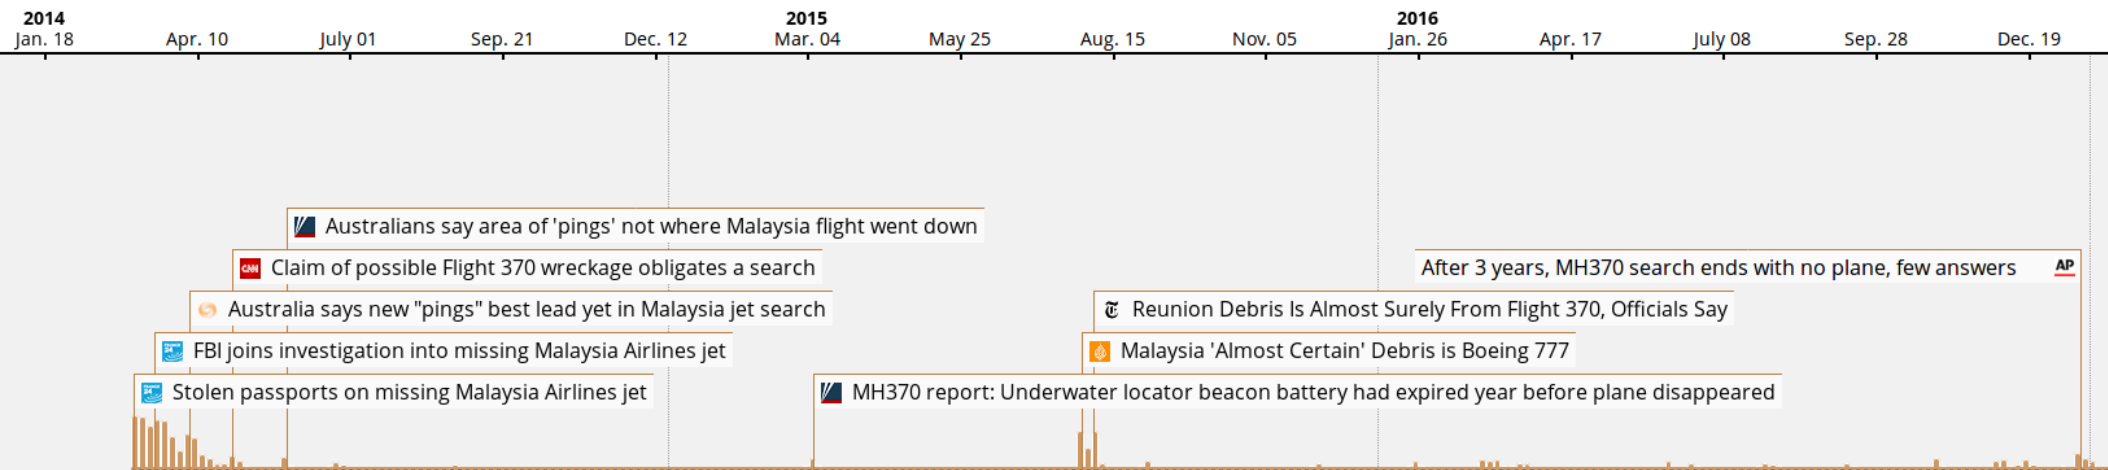 2014 2015 2016
Jan. 18 Apr. 10 July 01 Sep. 21 Dec. 12 Mar. 04 May 25 Aug. 15 Nov. 05 Jan. 26 Apr. 17 July 08 Sep. 28 Dec. 19
Australians say area of 'pings' not where Malaysia flight went down
CNN Claim of possible Flight 370 wreckage obligates a search
After 3 years, MH370 search ends with no plane, few answers AP
Australia says new "pings" best lead yet in Malaysia jet search
Reunion Debris Is Almost Surely From Flight 370, Officials Say
FRANCE 24 FBI joins investigation into missing Malaysia Airlines jet
Malaysia 'Almost Certain' Debris is Boeing 777
FRANCE 24 Stolen passports on missing Malaysia Airlines jet
MH370 report: Underwater locator beacon battery had expired year before plane disappeared